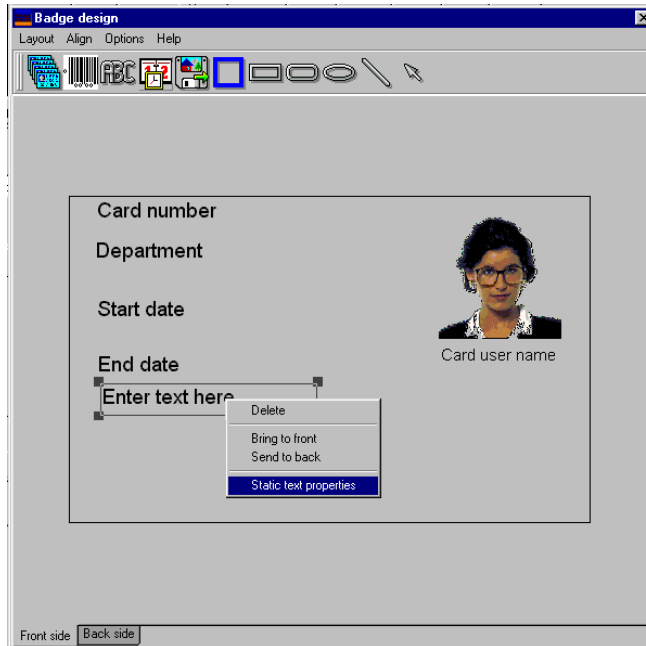 Badge design
Layout Align Options Help
ABC
Card number
Department
Start date
End date
Enter text here
Card user name
Delete
Bring to front
Send to back
Static text properties
Front side Back side